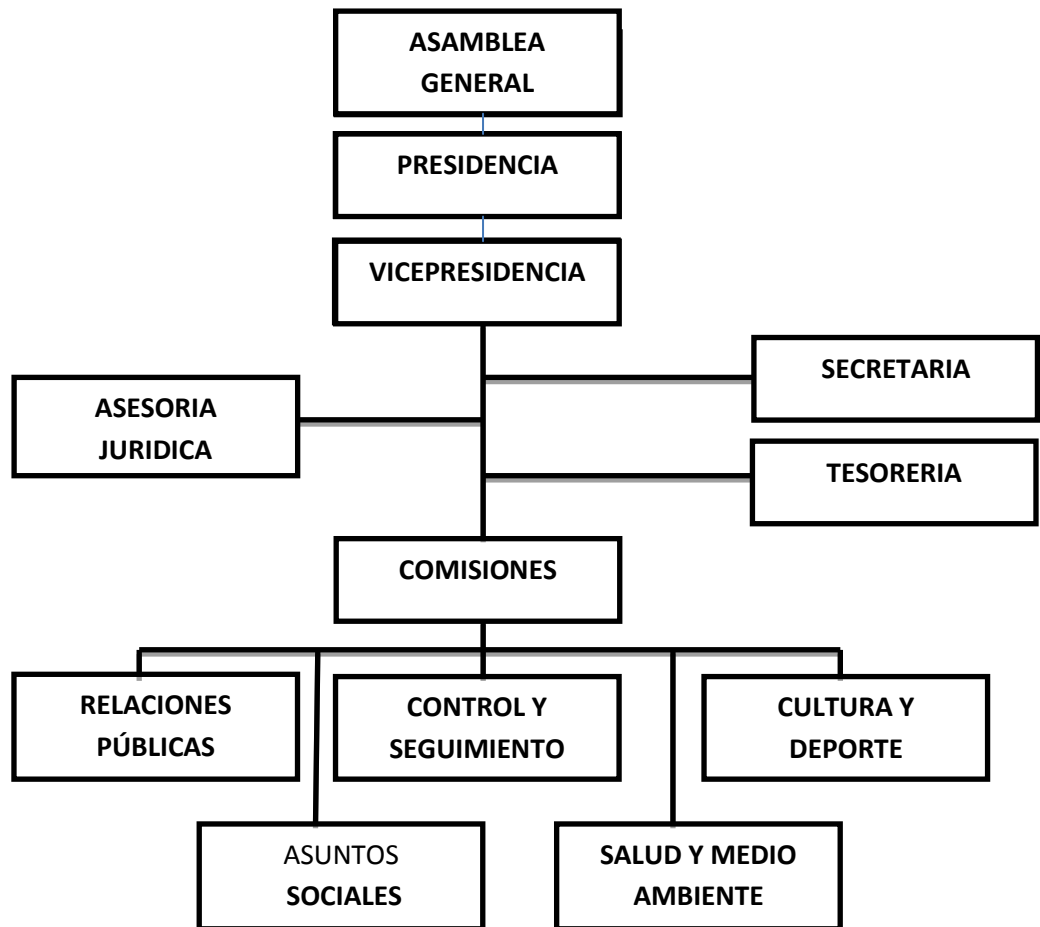 ASAMBLEA
GENERAL
PRESIDENCIA
VICEPRESIDENCIA
SECRETARIA
ASESORIA
JURIDICA
TESORERIA
COMISIONES
RELACIONES
PÚBLICAS
CONTROL Y
SEGUIMIENTO
CULTURA Y
DEPORTE
ASUNTOS
SOCIALES
SALUD Y MEDIO
AMBIENTE